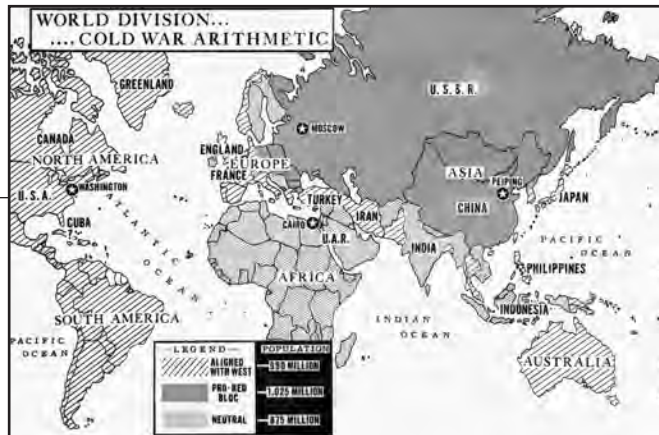 WORLD DIVISION...
....COLD WAR ARITHMETIC
GREENLAND
U.S.S.R.
CANADA
NORTH AMERICA
ENGLAND
EUROPE
MOSCOW
FRANCE
ASIA
PEIPING
U.S.A.
WASHINGTON
TURKEY
IRAN
CHINA
JAPAN
CUBA
ATLANTIC
OCEAN
CAIRO
U.A.R.
INDIA
PACIFIC
OCEAN
AFRICA
PHILIPPINES
SOUTH AMERICA
INDIAN
OCEAN
INDONESIA
PACIFIC
OCEAN
AUSTRALIA
—LEGEND— POPULATION
ALIGNED
WITH WEST
MILLION
PRO-RED
BLOC
1,025 MILLION
NEUTRAL 875 MILLION